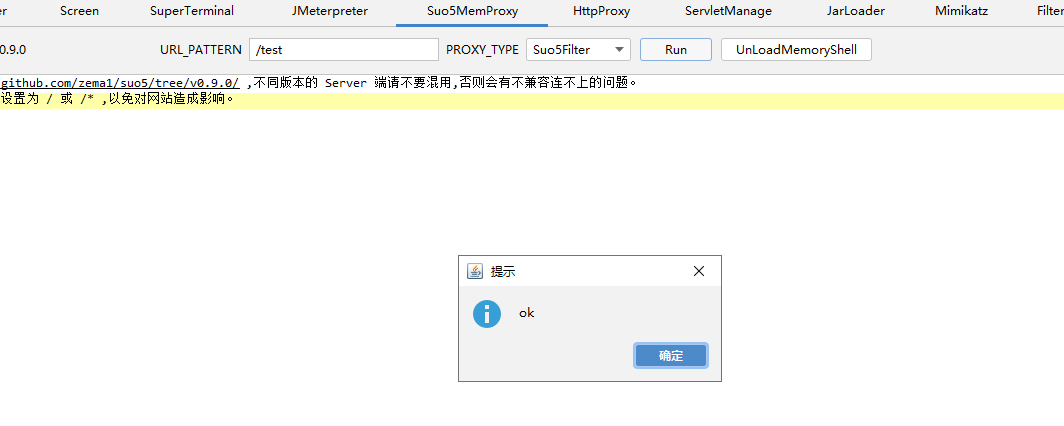 er Screen SuperTerminal JMeterpreter Suo5MemProxy HttpProxy ServletManage JarLoader Mimikatz Filter
0.9.0 URL_PATTERN /test PROXY_TYPE Suo5Filter Run UnLoadMemoryShell
github.com/zema1/suo5/tree/v0.9.0/ ,不同版本的 Server 端请不要混用,否则会有不兼容连不上的问题。
设置为 / 或 /* ,以免对网站造成影响。
提示
ok
确定